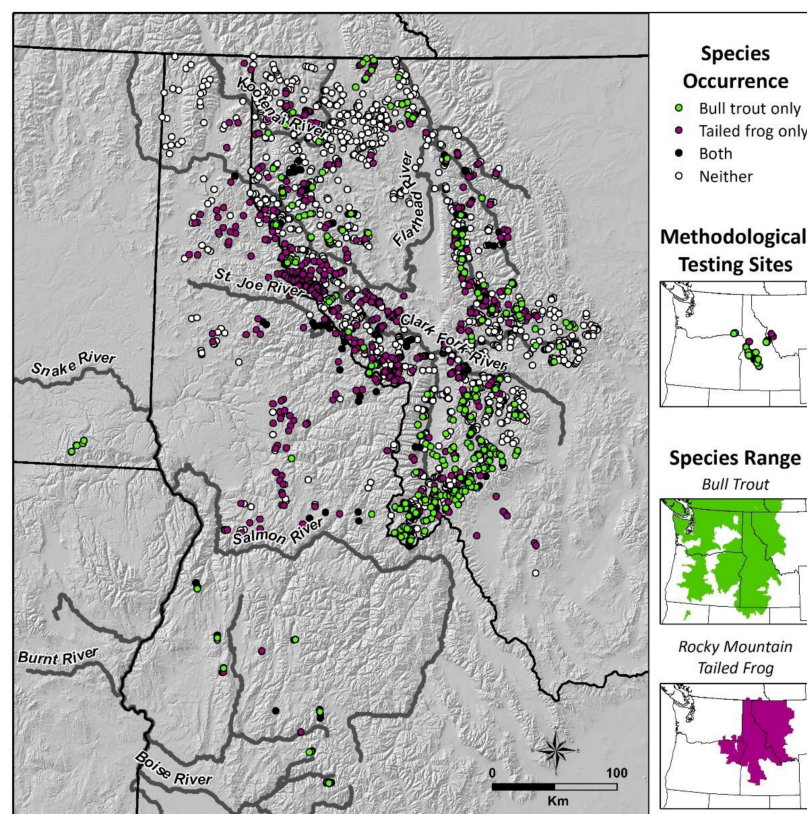 Kootenai River
Flathead River
St. Joe River
Clark Fork River
Snake River
Salmon River
Burnt River
Boise River
0 100
Km
Species
Occurrence
Bull trout only
Tailed frog only
Both
Neither
Methodological
Testing Sites
Species Range
Bull Trout
Rocky Mountain
Tailed Frog